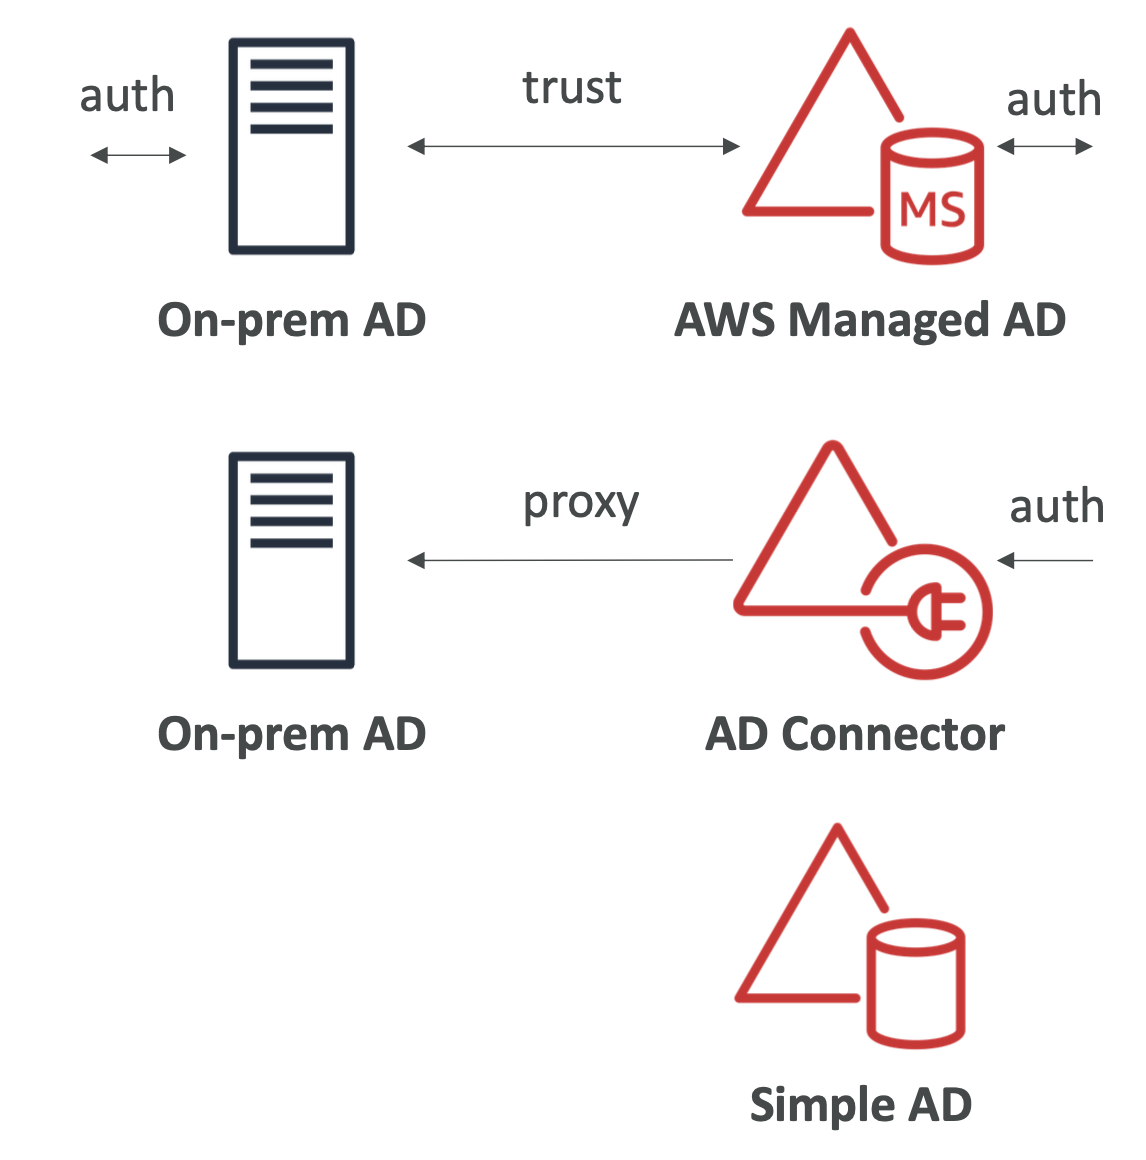 auth
trust
auth
MS
On-prem AD
AWS Managed AD
proxy
auth
On-prem AD
AD Connector
Simple AD